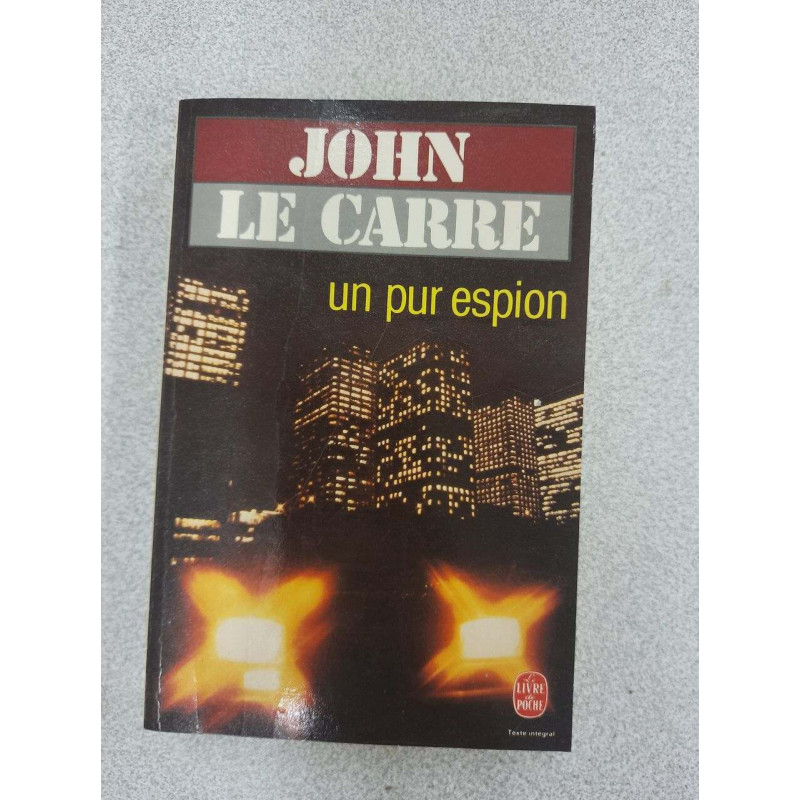 JOHN
LE CARRE
un pur espion
Le
LIVRE
de
POCHE
Texte intégral